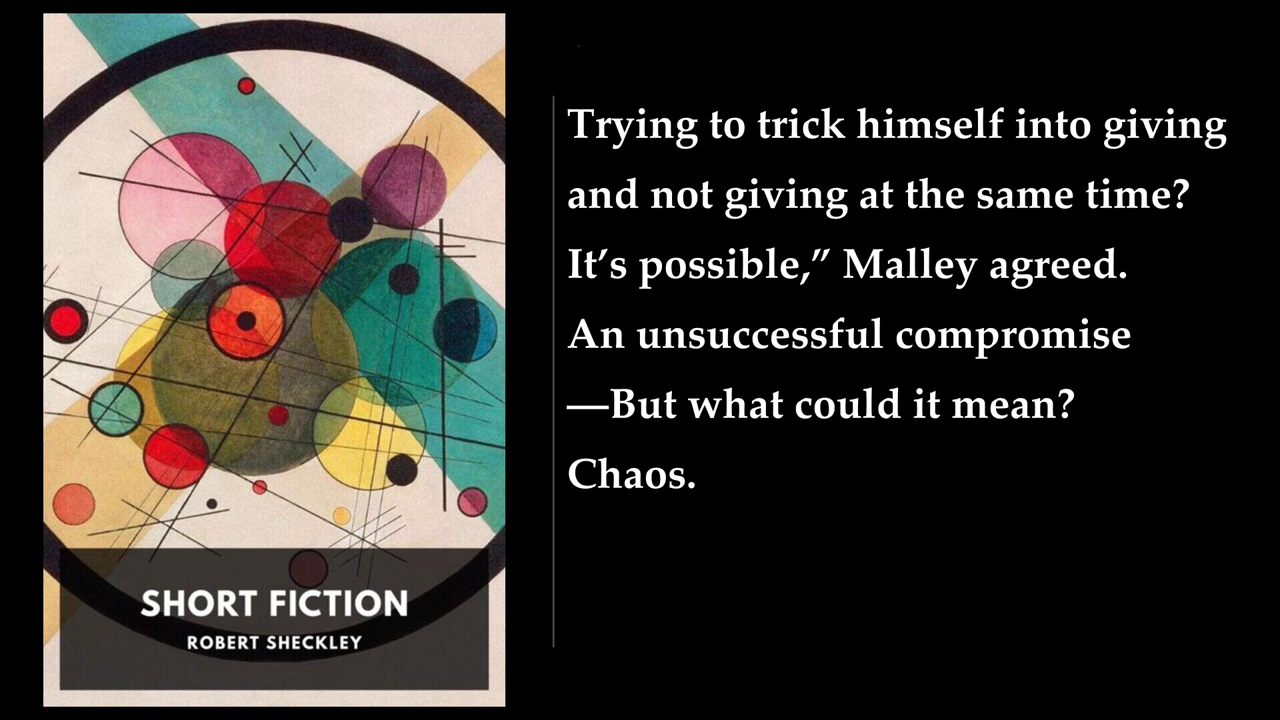 Trying to trick himself into giving
and not giving at the same time?
It’s possible,” Malley agreed.
An unsuccessful compromise
—But what could it mean?
Chaos.
SHORT FICTION
ROBERT SHECKLEY